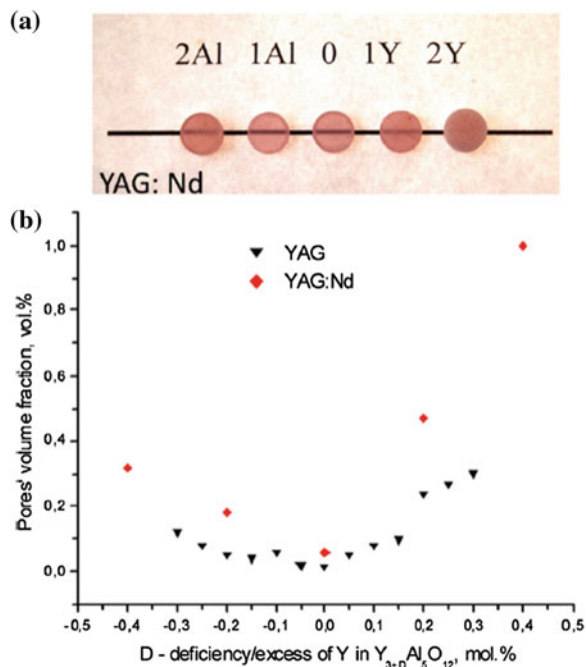 (a)
2Al 1Al 0 1Y 2Y
YAG: Nd
(b)
YAG
YAG:Nd
Pores' volume fraction, vol.%
1,0
0,8
0,6
0,4
0,2
0,0
-0,5 -0,4 -0,3 -0,2 -0,1 0,0 0,1 0,2 0,3 0,4 0,5
D - deficiency/excess of Y in Y3+DAl5O12, mol.%